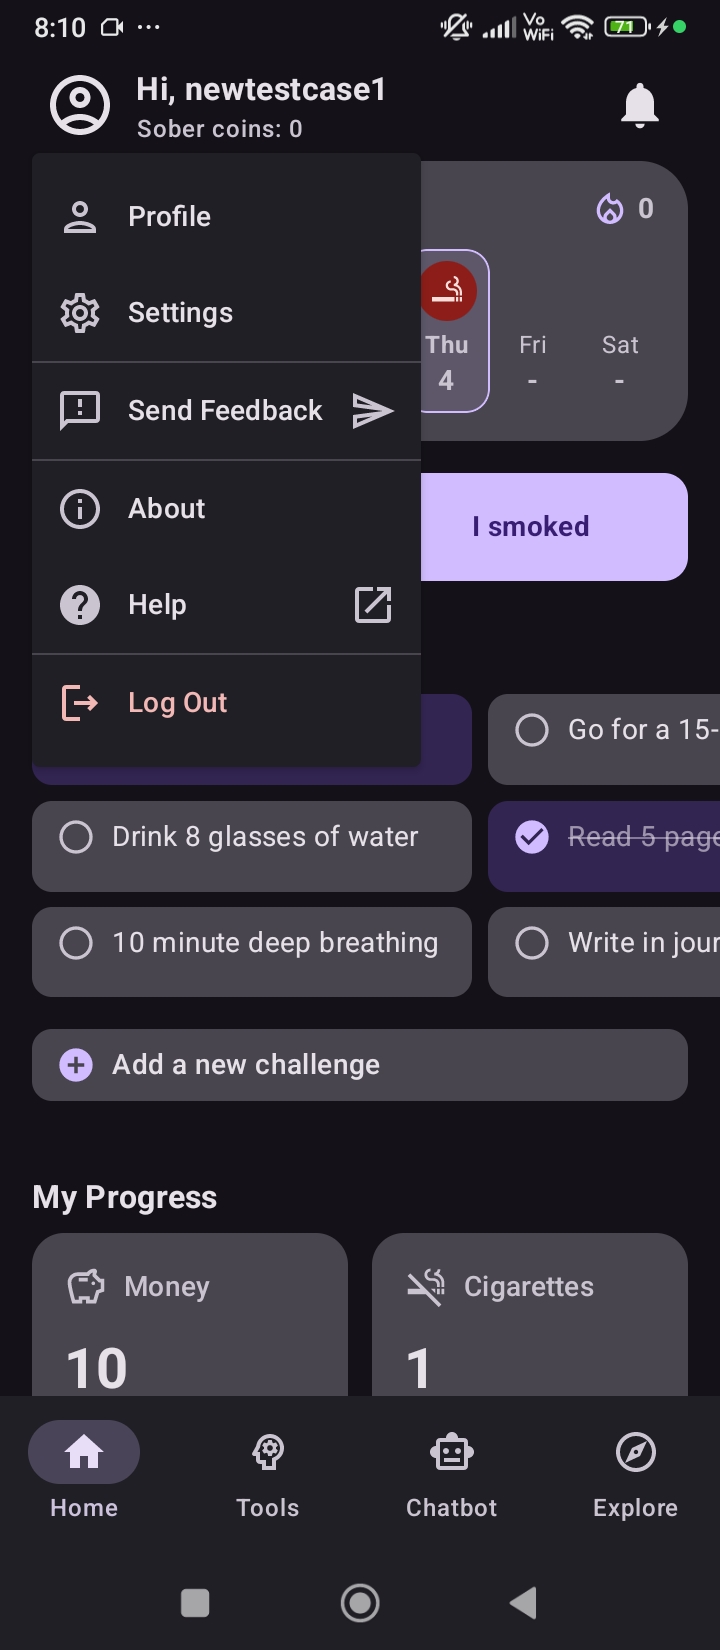 8:10
Vo WiFi
71
Hi, newtestcase1
Sober coins: 0
Profile
Settings
Send Feedback
About
Help
Log Out
0
Thu
4
Fri
-
Sat
-
I smoked
Go for a 15-
Drink 8 glasses of water
Read 5 page
10 minute deep breathing
Write in jour
Add a new challenge
My Progress
Money
10
Cigarettes
1
Home
Tools
Chatbot
Explore